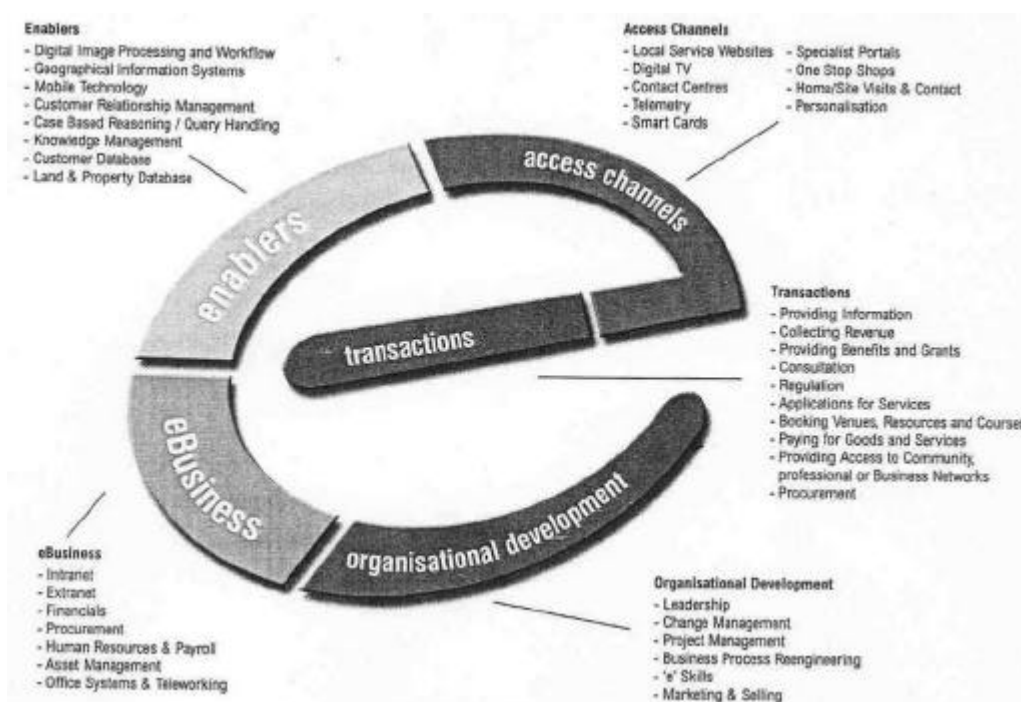 Enablers
- Digital Image Processing and Workflow
- Geographical Information Systems
- Mobile Technology
- Customer Relationship Management
- Case Based Reasoning / Query Handling
- Knowledge Management
- Customer Database
- Land & Property Database
Access Channels
- Local Service Websites
- Digital TV
- Contact Centres
- Telemetry
- Smart Cards
- Specialist Portals
- One Stop Shops
- Home/Site Visits & Contact
- Personalisation
access channels
enablers
transactions
eBusiness
organisational development
Transactions
- Providing Information
- Collecting Revenue
- Providing Benefits and Grants
- Consultation
- Regulation
- Applications for Services
- Booking Venues, Resources and Courses
- Paying for Goods and Services
- Providing Access to Community,
professional or Business Networks
- Procurement
eBusiness
- Intranet
- Extranet
- Financials
- Procurement
- Human Resources & Payroll
- Asset Management
- Office Systems & Teleworking
Organisational Development
- Leadership
- Change Management
- Project Management
- Business Process Reengineering
- 'e' Skills
- Marketing & Selling